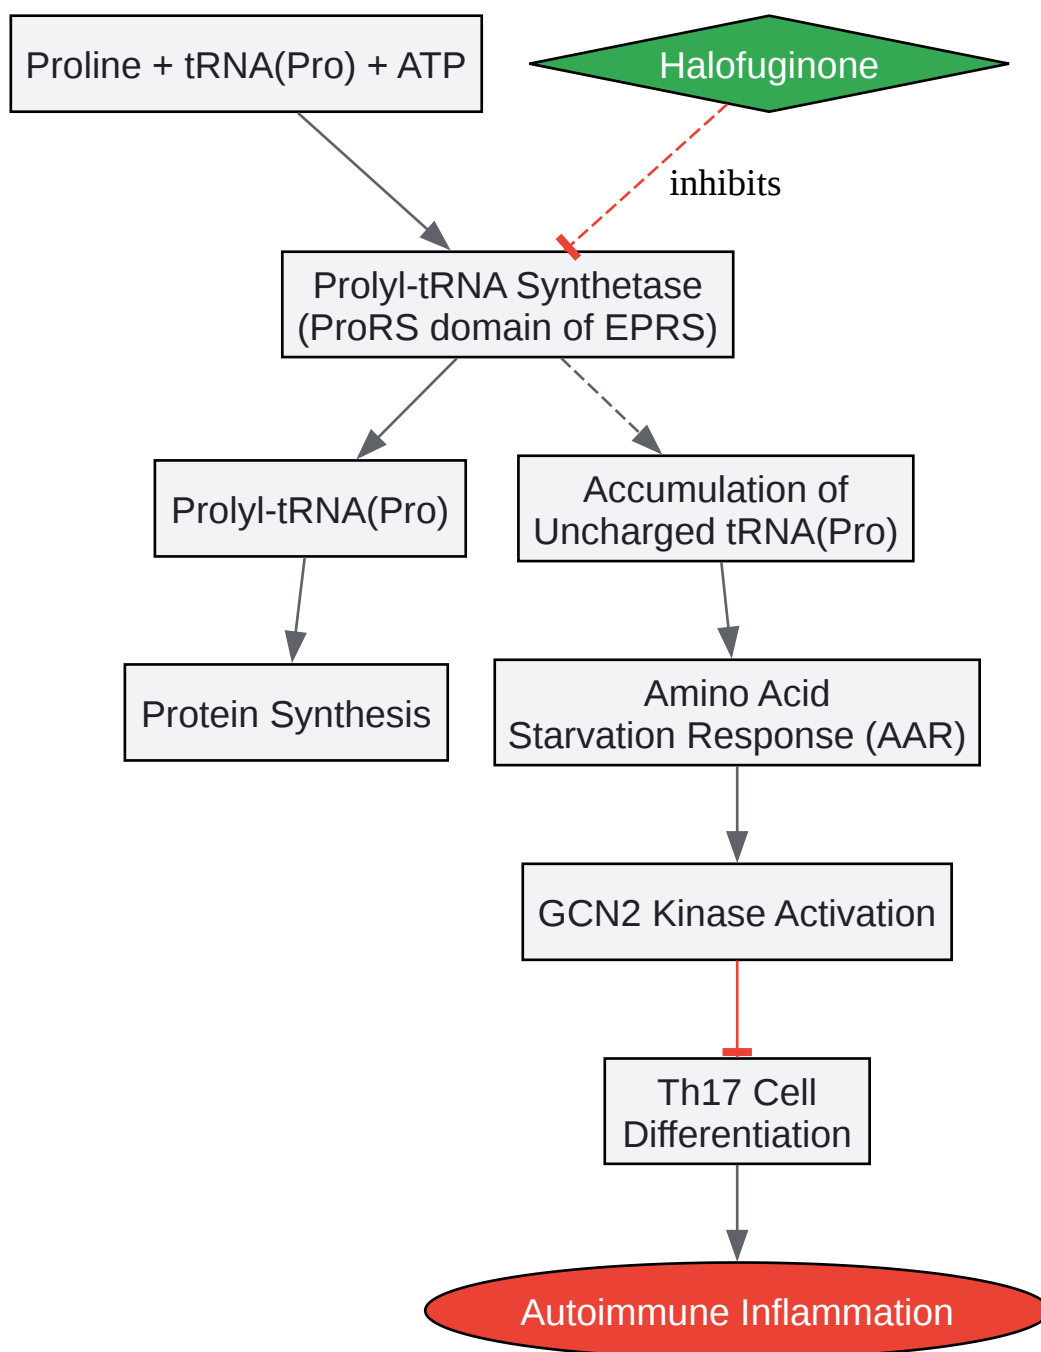 Proline + tRNA(Pro) + ATP
Halofuginone
inhibits
Prolyl-tRNA Synthetase
(ProRS domain of EPRS)
Prolyl-tRNA(Pro)
Accumulation of
Uncharged tRNA(Pro)
Protein Synthesis
Amino Acid
Starvation Response (AAR)
GCN2 Kinase Activation
Th17 Cell
Differentiation
Autoimmune Inflammation